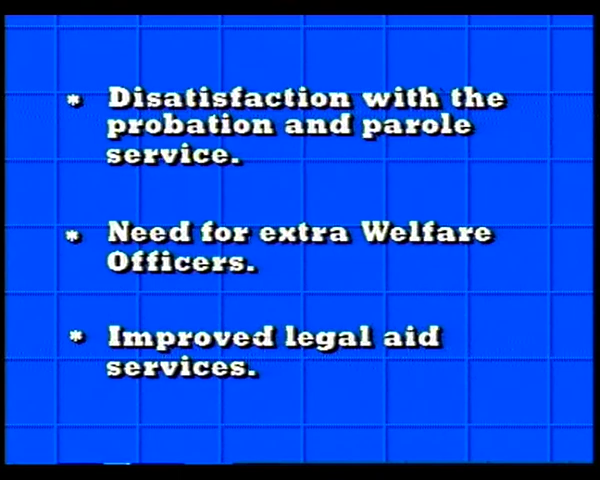 * Disatisfaction with the
probation and parole
service.
* Need for extra Welfare
Officers.
* Improved legal aid
services.